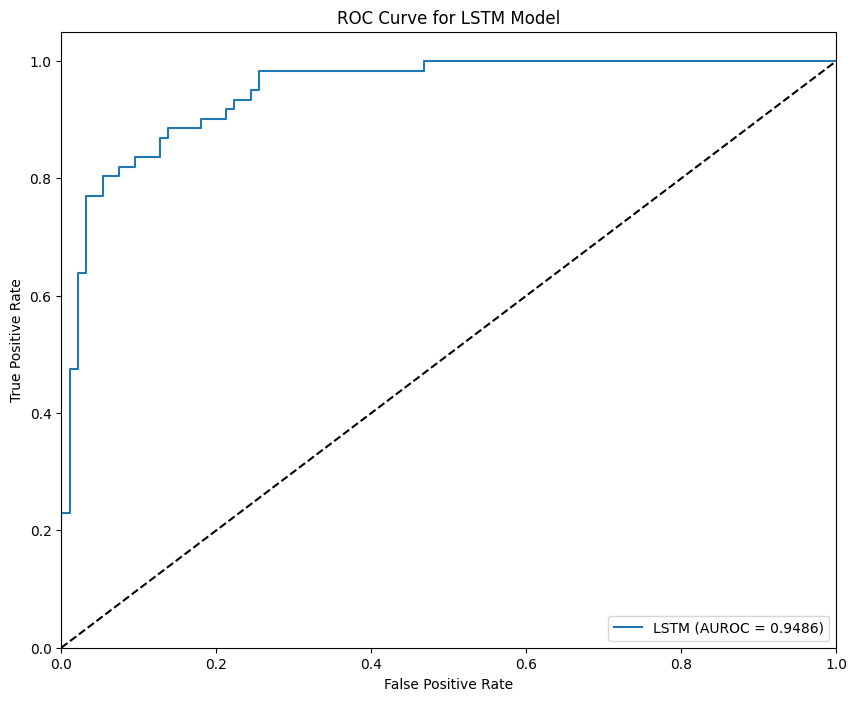 ROC Curve for LSTM Model
True Positive Rate
1.0
0.8
0.6
0.4
0.2
0.0
0.0 0.2 0.4 0.6 0.8 1.0
False Positive Rate
LSTM (AUROC = 0.9486)